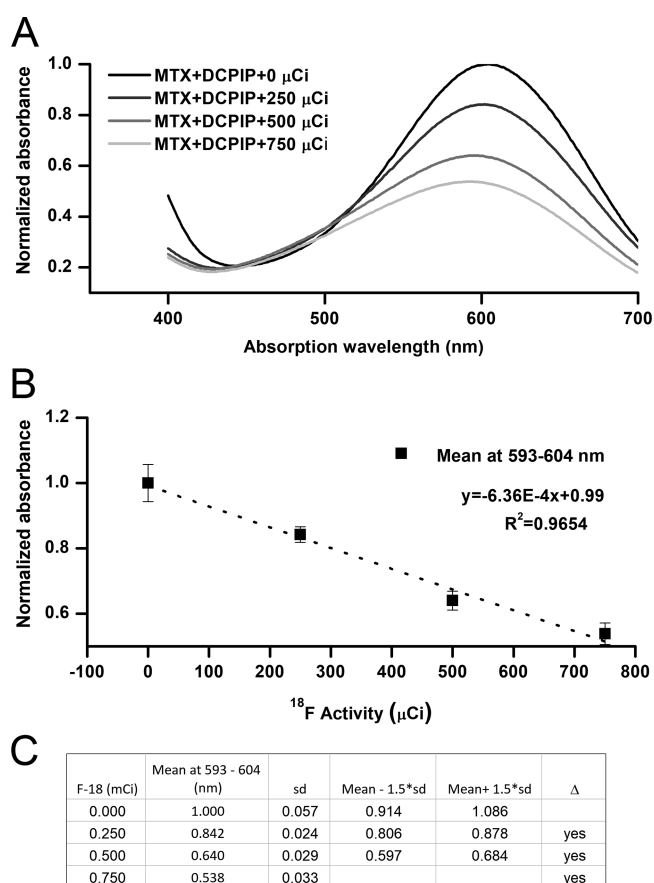 A
MTX+DCPIP+0 μCi
MTX+DCPIP+250 μCi
MTX+DCPIP+500 μCi
MTX+DCPIP+750 μCi
Normalized absorbance
1.0
0.8
0.6
0.4
0.2
400 500 600 700
Absorption wavelength (nm)
B
Normalized absorbance
1.2
1.0
0.8
0.6
Mean at 593-604 nm
y=-6.36E-4x+0.99
R²=0.9654
-100 0 100 200 300 400 500 600 700 800
¹⁸F Activity (μCi)
C
F-18 (mCi) Mean at 593 - 604 (nm) sd Mean - 1.5*sd Mean+ 1.5*sd Δ
0.000 1.000 0.057 0.914 1.086
0.250 0.842 0.024 0.806 0.878 yes
0.500 0.640 0.029 0.597 0.684 yes
0.750 0.538 0.033 yes